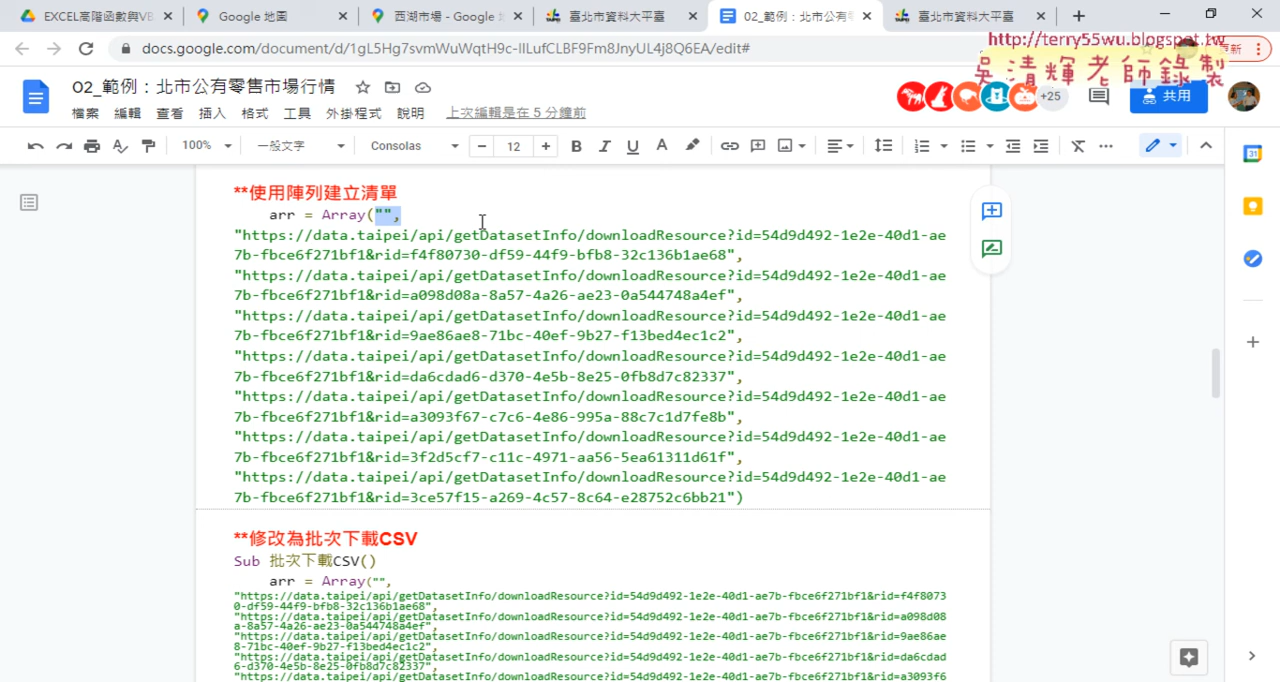 EXCEL高階函數與VB
Google 地圖
西湖市場 - Google
臺北市資料大平臺
02_範例：北市公有
臺北市資料大平臺
docs.google.com/document/d/1gL5Hg7svmWuWqtH9c-IlLufCLBF9Fm8JnyUL4j8Q6EA/edit#
http://terry55wu.blogspot.tw
更新
吳清輝老師錄製
02_範例：北市公有零售市場行情
+25
共用
檔案 編輯 查看 插入 格式 工具 外掛程式 說明 上次編輯是在 5 分鐘前
100% 一般文字 Consolas 12 B I U A
31
**使用陣列建立清單
arr = Array("",
"https://data.taipei/api/getDatasetInfo/downloadResource?id=54d9d492-1e2e-40d1-ae
7b-fbce6f271bf1&rid=f4f80730-df59-44f9-bfb8-32c136b1ae68",
"https://data.taipei/api/getDatasetInfo/downloadResource?id=54d9d492-1e2e-40d1-ae
7b-fbce6f271bf1&rid=a098d08a-8a57-4a26-ae23-0a544748a4ef",
"https://data.taipei/api/getDatasetInfo/downloadResource?id=54d9d492-1e2e-40d1-ae
7b-fbce6f271bf1&rid=9ae86ae8-71bc-40ef-9b27-f13bed4ec1c2",
"https://data.taipei/api/getDatasetInfo/downloadResource?id=54d9d492-1e2e-40d1-ae
7b-fbce6f271bf1&rid=da6cdad6-d370-4e5b-8e25-0fb8d7c82337",
"https://data.taipei/api/getDatasetInfo/downloadResource?id=54d9d492-1e2e-40d1-ae
7b-fbce6f271bf1&rid=a3093f67-c7c6-4e86-995a-88c7c1d7fe8b",
"https://data.taipei/api/getDatasetInfo/downloadResource?id=54d9d492-1e2e-40d1-ae
7b-fbce6f271bf1&rid=3f2d5cf7-c11c-4971-aa56-5ea61311d61f",
"https://data.taipei/api/getDatasetInfo/downloadResource?id=54d9d492-1e2e-40d1-ae
7b-fbce6f271bf1&rid=3ce57f15-a269-4c57-8c64-e28752c6bb21")
**修改為批次下載CSV
Sub 批次下載CSV()
arr = Array("",
"https://data.taipei/api/getDatasetInfo/downloadResource?id=54d9d492-1e2e-40d1-ae7b-fbce6f271bf1&rid=f4f8073
0-df59-44f9-bfb8-32c136b1ae68",
"https://data.taipei/api/getDatasetInfo/downloadResource?id=54d9d492-1e2e-40d1-ae7b-fbce6f271bf1&rid=a098d08
a-8a57-4a26-ae23-0a544748a4ef",
"https://data.taipei/api/getDatasetInfo/downloadResource?id=54d9d492-1e2e-40d1-ae7b-fbce6f271bf1&rid=9ae86ae
8-71bc-40ef-9b27-f13bed4ec1c2",
"https://data.taipei/api/getDatasetInfo/downloadResource?id=54d9d492-1e2e-40d1-ae7b-fbce6f271bf1&rid=da6cdad
6-d370-4e5b-8e25-0fb8d7c82337",
"https://data.taipei/api/getDatasetInfo/downloadResource?id=54d9d492-1e2e-40d1-ae7b-fbce6f271bf1&rid=a3093f6